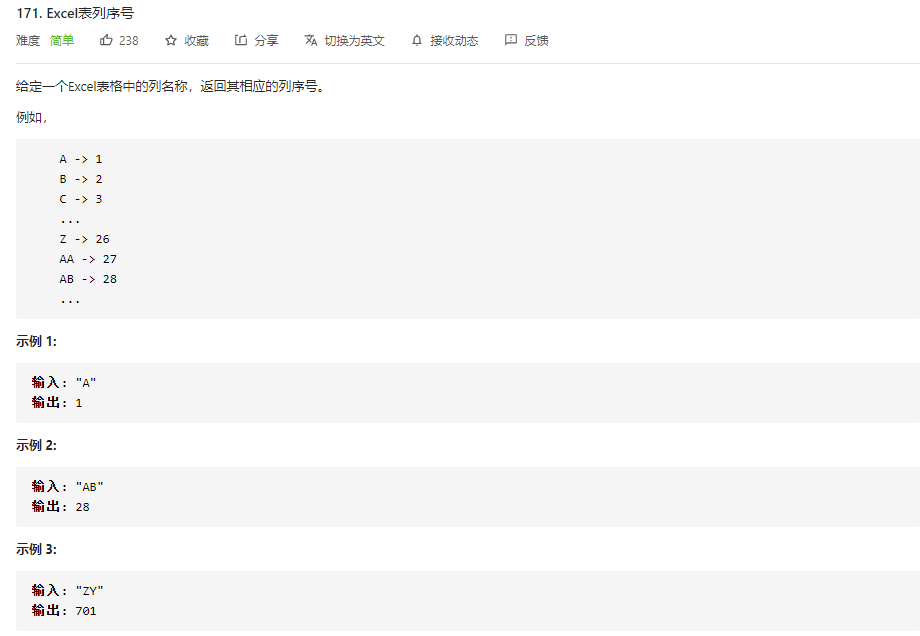 171. Excel表列序号
难度 简单 238 收藏 分享 切换为英文 接收动态 反馈
给定一个Excel表格中的列名称，返回其相应的列序号。
例如，
A -> 1
B -> 2
C -> 3
...
Z -> 26
AA -> 27
AB -> 28
...
示例 1:
输入: "A"
输出: 1
示例 2:
输入: "AB"
输出: 28
示例 3:
输入: "ZY"
输出: 701